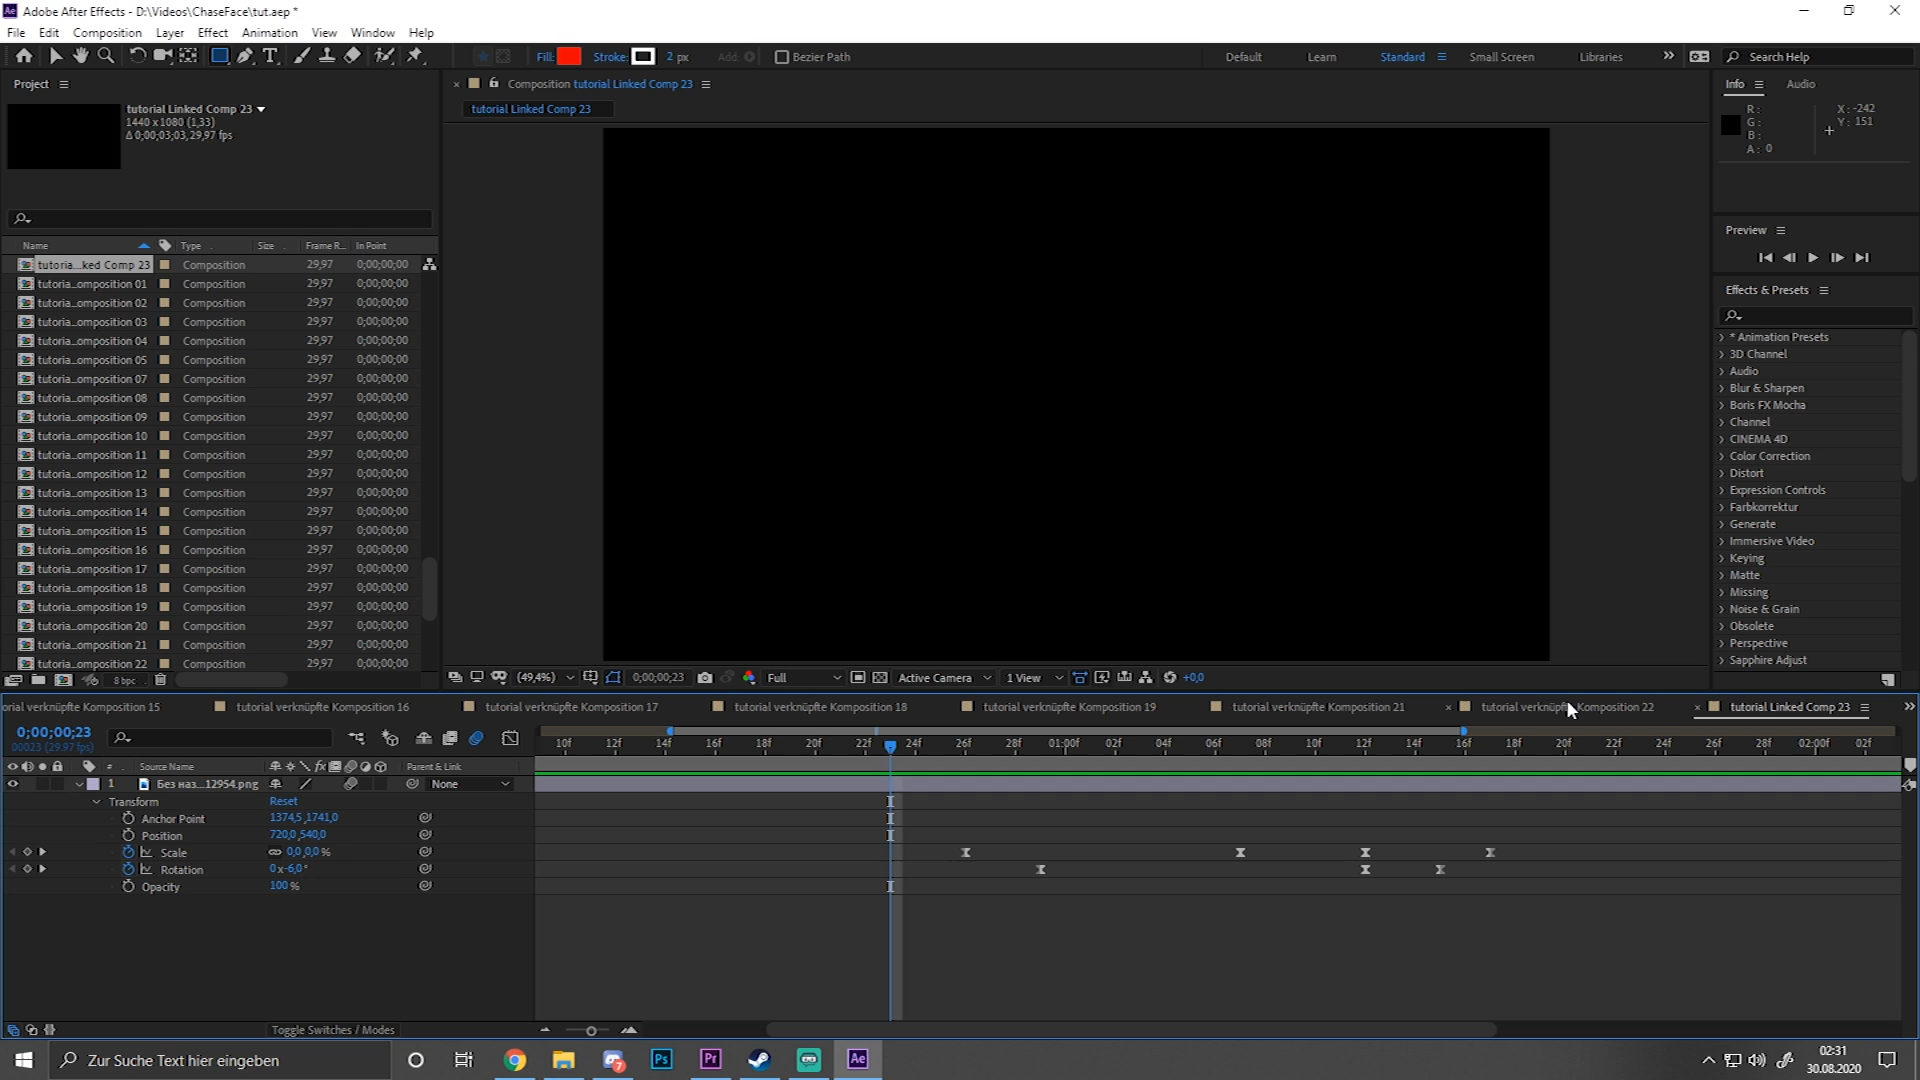 Adobe After Effects - D:\Videos\ChaseFace\tut.aep *
File Edit Composition Layer Effect Animation View Window Help
Fill: Stroke: 2 px Add: Bezier Path
Default Learn Standard Small Screen Libraries Search Help
Project
tutorial Linked Comp 23
1440 x 1080 (1,33)
Δ 0;00;03;03, 29,97 fps
Composition tutorial Linked Comp 23
tutorial Linked Comp 23
Info Audio
R:
G:
B:
A: 0
X: -242
Y: 151
Preview
Effects & Presets
* Animation Presets
3D Channel
Audio
Blur & Sharpen
Boris FX Mocha
Channel
CINEMA 4D
Color Correction
Distort
Expression Controls
Farbkorrektur
Generate
Immersive Video
Keying
Matte
Missing
Noise & Grain
Obsolete
Perspective
Sapphire Adjust
Name Type Size Frame R... In Point
tutoria...ked Comp 23 Composition 29,97 0;00;00;00
tutoria...omposition 01 Composition 29,97 0;00;00;00
tutoria...omposition 02 Composition 29,97 0;00;00;00
tutoria...omposition 03 Composition 29,97 0;00;00;00
tutoria...omposition 04 Composition 29,97 0;00;00;00
tutoria...omposition 05 Composition 29,97 0;00;00;00
tutoria...omposition 07 Composition 29,97 0;00;00;00
tutoria...omposition 08 Composition 29,97 0;00;00;00
tutoria...omposition 09 Composition 29,97 0;00;00;00
tutoria...omposition 10 Composition 29,97 0;00;00;00
tutoria...omposition 11 Composition 29,97 0;00;00;00
tutoria...omposition 12 Composition 29,97 0;00;00;00
tutoria...omposition 13 Composition 29,97 0;00;00;00
tutoria...omposition 14 Composition 29,97 0;00;00;00
tutoria...omposition 15 Composition 29,97 0;00;00;00
tutoria...omposition 16 Composition 29,97 0;00;00;00
tutoria...omposition 17 Composition 29,97 0;00;00;00
tutoria...omposition 18 Composition 29,97 0;00;00;00
tutoria...omposition 19 Composition 29,97 0;00;00;00
tutoria...omposition 20 Composition 29,97 0;00;00;00
tutoria...omposition 21 Composition 29,97 0;00;00;00
tutoria...omposition 22 Composition 29,97 0;00;00;00
8 bpc
(49,4%) 0;00;00;23 Full Active Camera 1 View +0,0
orial verknüpfte Komposition 15 tutorial verknüpfte Komposition 16 tutorial verknüpfte Komposition 17 tutorial verknüpfte Komposition 18 tutorial verknüpfte Komposition 19 tutorial verknüpfte Komposition 21 tutorial verknüpfte Komposition 22 tutorial Linked Comp 23
0;00;00;23
00023 (29.97 fps)
10f 12f 14f 16f 18f 20f 22f 24f 26f 28f 01:00f 02f 04f 06f 08f 10f 12f 14f 16f 18f 20f 22f 24f 26f 28f 02:00f 02f
# Source Name fx Parent & Link
1 Без наз...12954.png None
Transform Reset
Anchor Point 1374,5,1741,0
Position 720,0,540,0
Scale 0,0,0,0 %
Rotation 0x-6,0°
Opacity 100 %
Toggle Switches / Modes
Zur Suche Text hier eingeben
7
Ps
Pr
Ae
02:31
30.08.2020